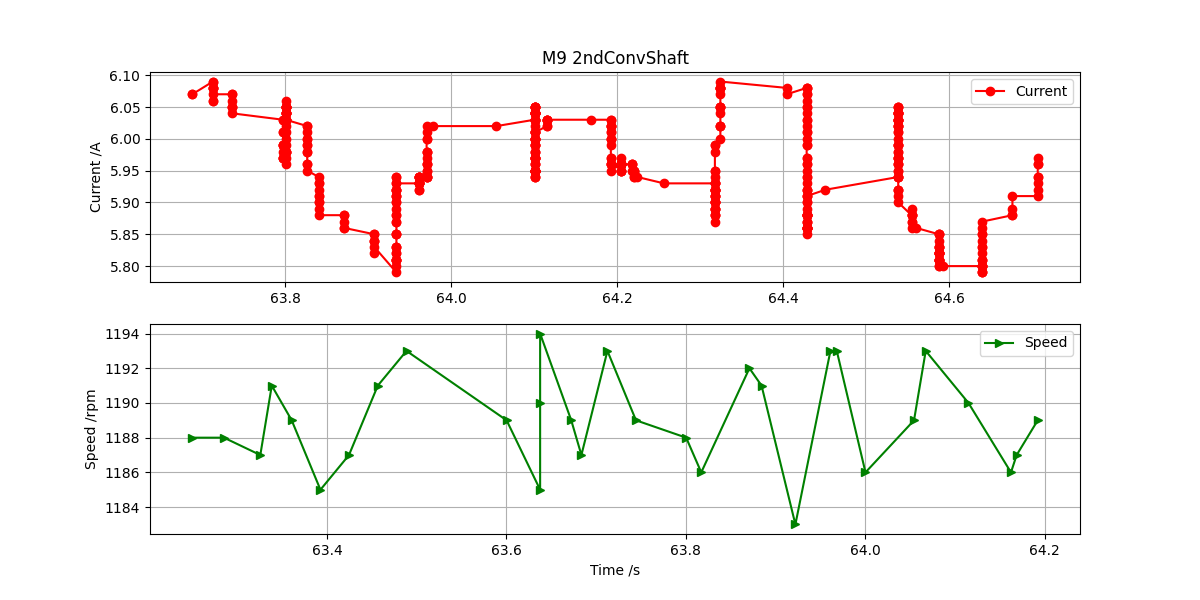 M9 2ndConvShaft
6.10
6.05
6.00
5.95
5.90
5.85
5.80
Current /A
Current
63.8 64.0 64.2 64.4 64.6
1194
1192
1190
1188
1186
1184
Speed /rpm
Speed
63.4 63.6 63.8 64.0 64.2
Time /s